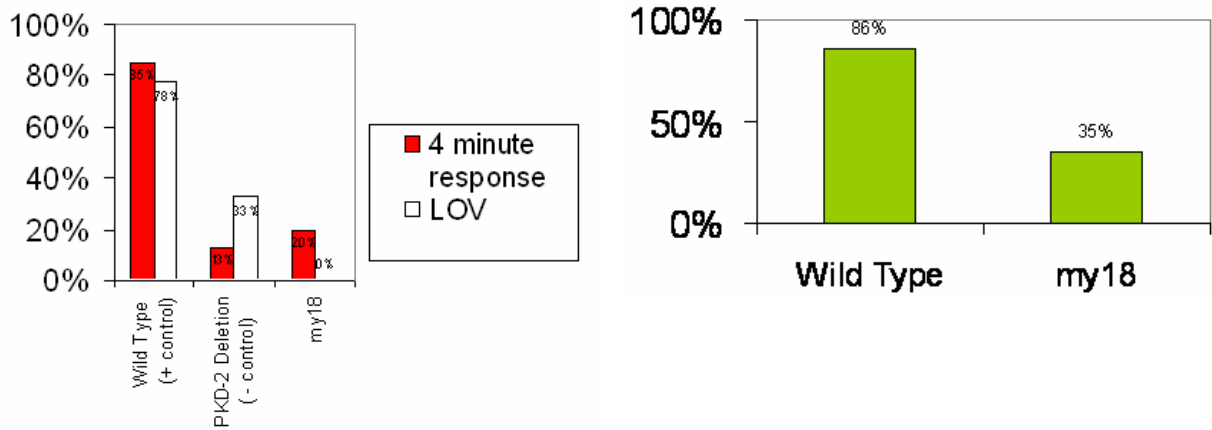 100%
80%
60%
40%
20%
0%
85%
78%
13%
33%
20%
0%
Wild Type
(+ control)
PKD-2 Deletion
( - control)
my18
4 minute
response
LOV
100%
50%
0%
86%
35%
Wild Type
my18